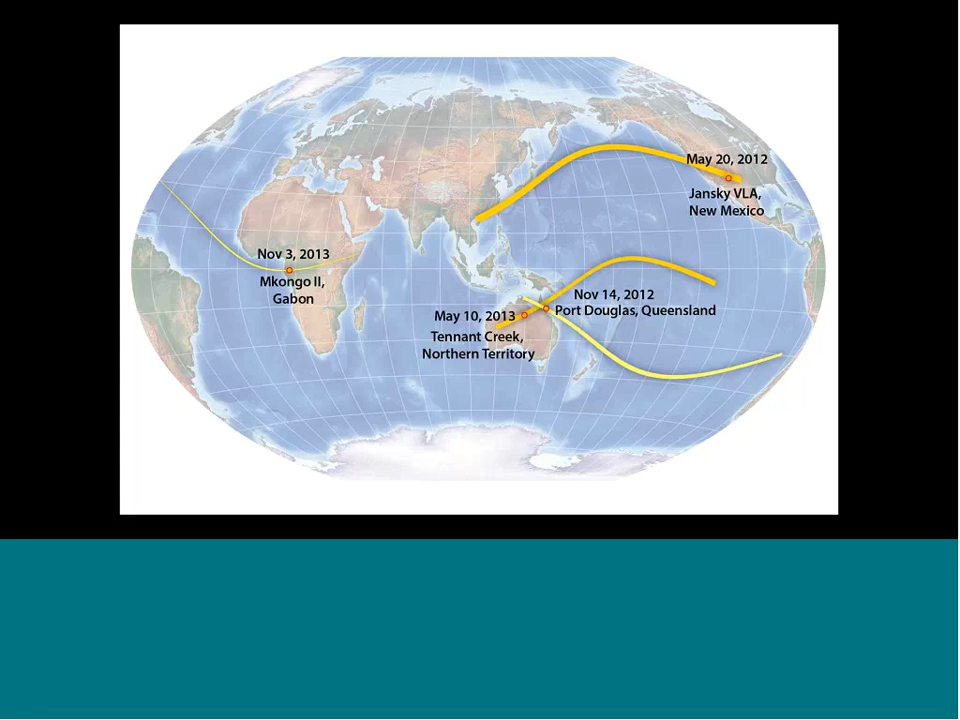 May 20, 2012
Jansky VLA,
New Mexico
Nov 3, 2013
Mkongo II,
Gabon
Nov 14, 2012
Port Douglas, Queensland
May 10, 2013
Tennant Creek,
Northern Territory